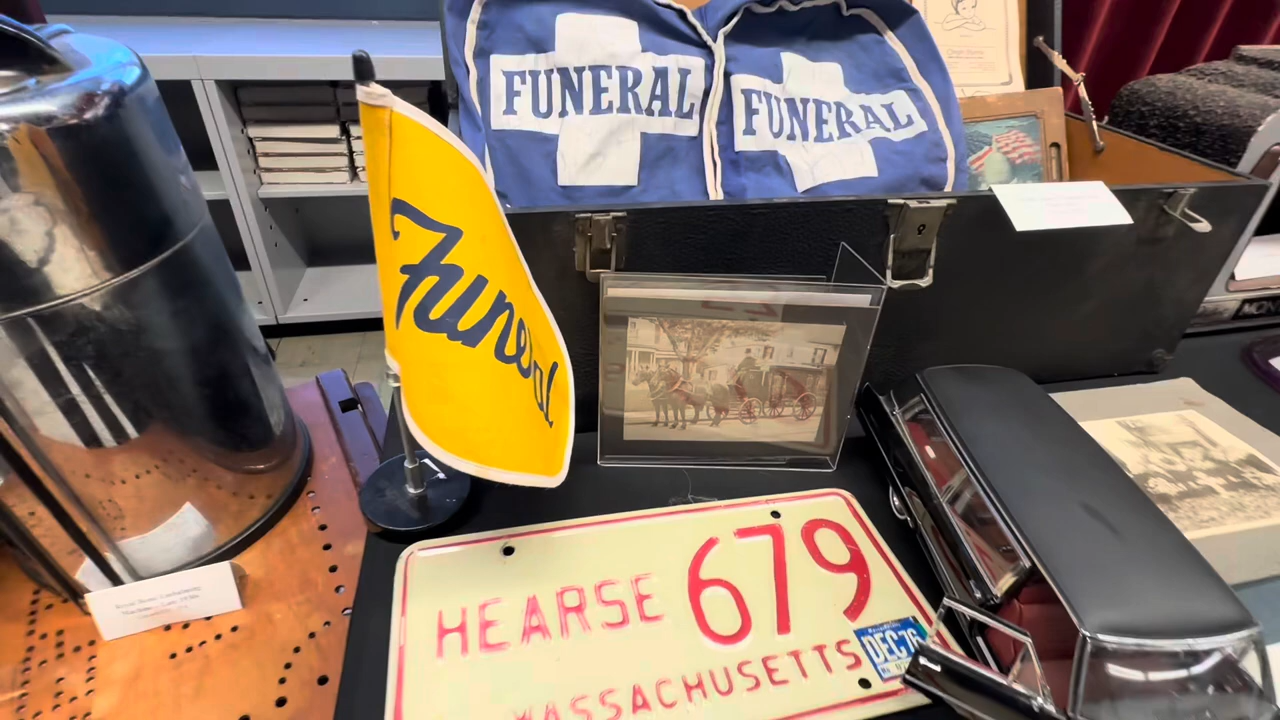 FUNERAL
FUNERAL
Funeral
HEARSE 679
MASSACHUSETTS
DEC 76